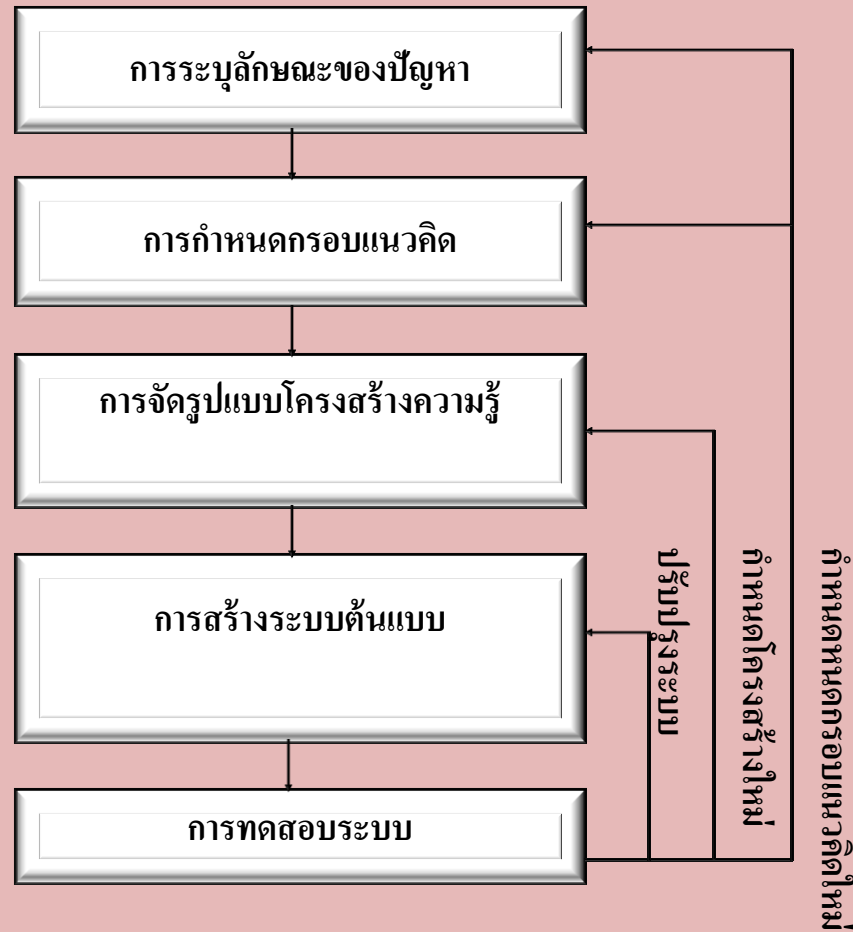 การระบุลักษณะของปัญหา
การกำหนดกรอบแนวคิด
การจัดรูปแบบโครงสร้างความรู้
การสร้างระบบต้นแบบ
การทดสอบระบบ
ปรับปรุงระบบ
กำหนดโครงสร้างใหม่
กำหนดหนดกรอบแนวคิดใหม่